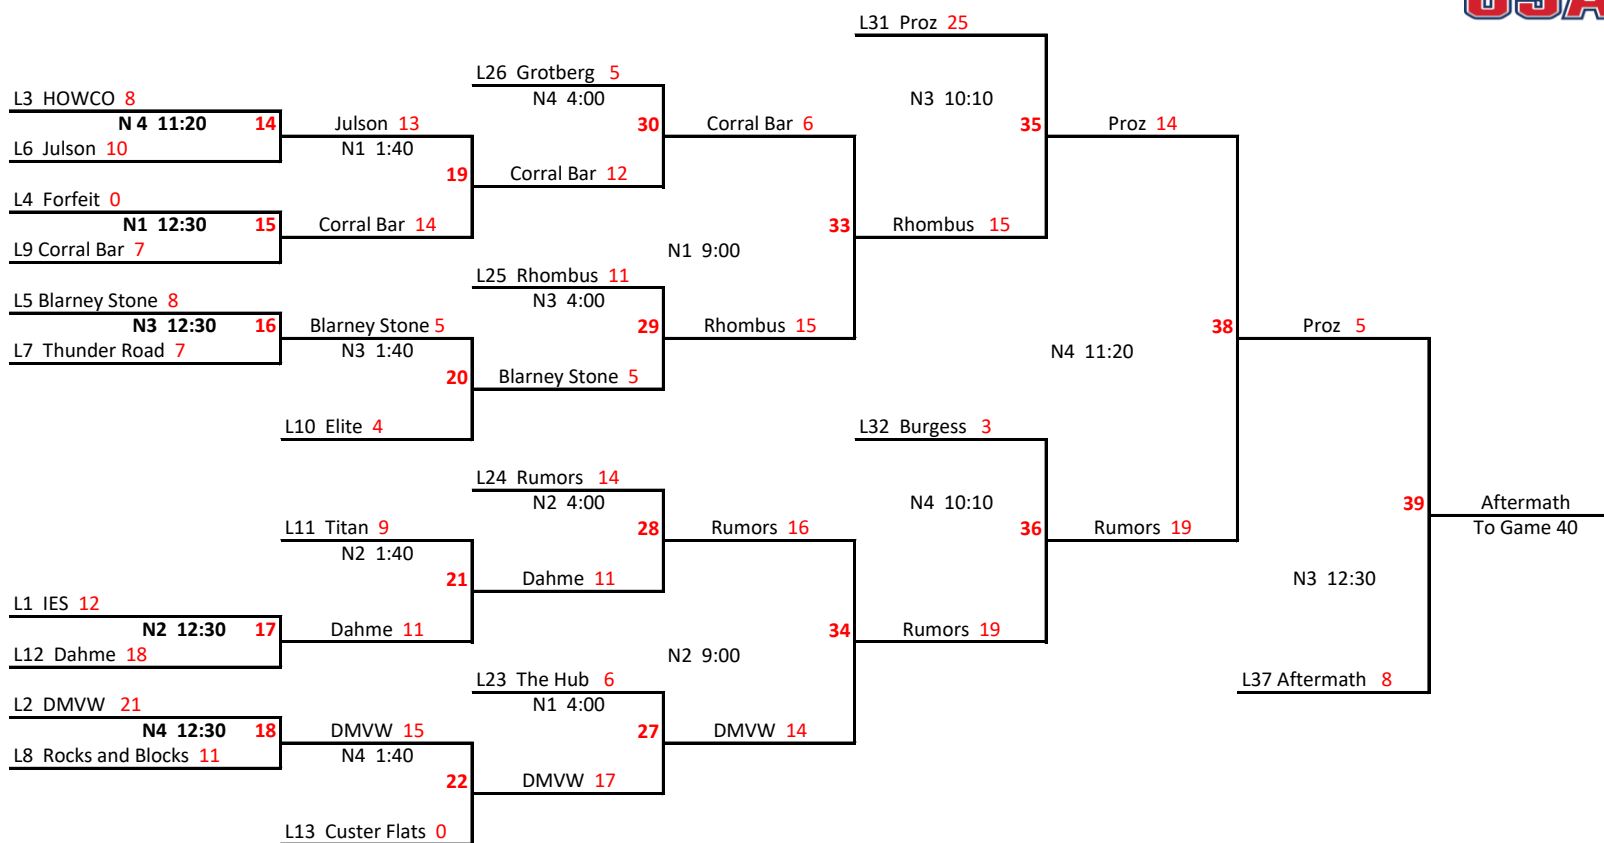 USA
L31 Proz 25
L26 Grotberg 5
N4 4:00
L3 HOWCO 8
N 4 11:20 14
L6 Julson 10
Julson 13
N1 1:40
30
Corral Bar 6
N3 10:10
35
Proz 14
19
Corral Bar 12
L4 Forfeit 0
N1 12:30 15
L9 Corral Bar 7
Corral Bar 14
33
Rhombus 15
N1 9:00
L25 Rhombus 11
N3 4:00
L5 Blarney Stone 8
N3 12:30 16
L7 Thunder Road 7
Blarney Stone 5
N3 1:40
29
Rhombus 15
38
Proz 5
N4 11:20
20
Blarney Stone 5
L10 Elite 4
L32 Burgess 3
L24 Rumors 14
N2 4:00
N4 10:10
39
Aftermath
To Game 40
L11 Titan 9
N2 1:40
28
Rumors 16
36
Rumors 19
21
Dahme 11
N3 12:30
L1 IES 12
N2 12:30 17
L12 Dahme 18
Dahme 11
34
Rumors 19
N2 9:00
L23 The Hub 6
N1 4:00
L37 Aftermath 8
L2 DMVW 21
N4 12:30 18
L8 Rocks and Blocks 11
DMVW 15
N4 1:40
27
DMVW 14
22
DMVW 17
L13 Custer Flats 0